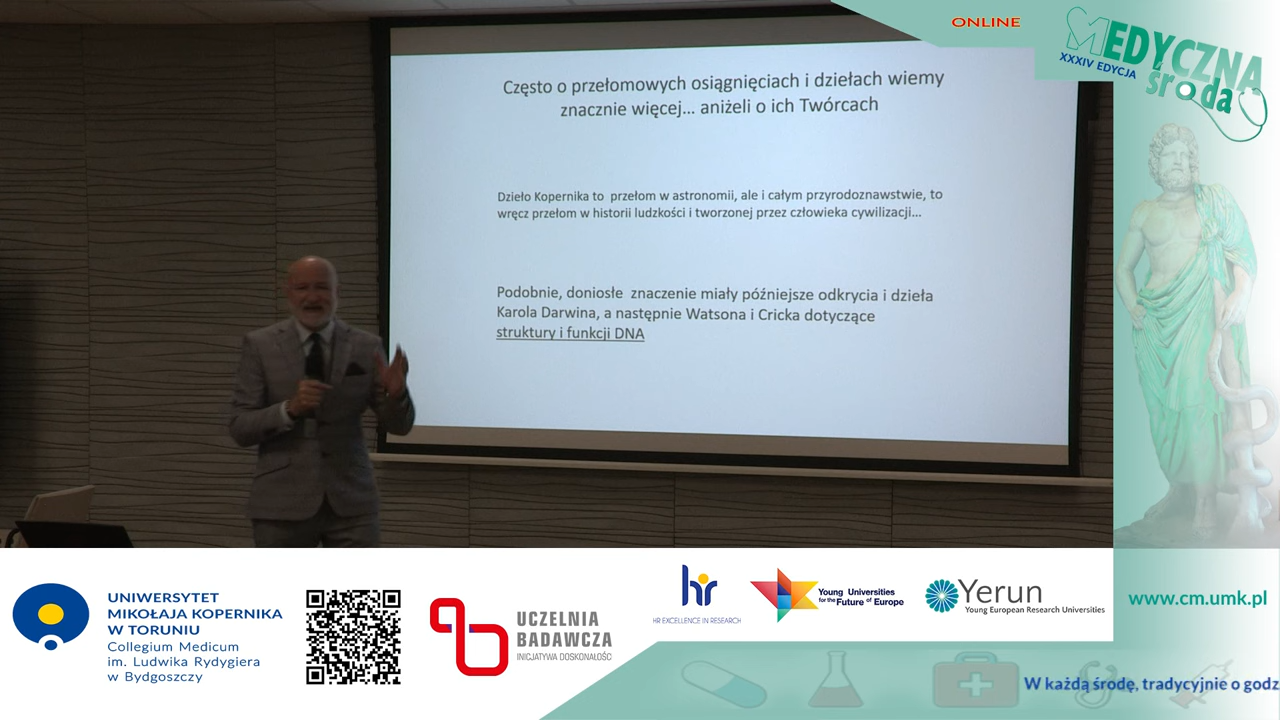 ONLINE
MEDYCZNA
XXXIV EDYCJA
środa
Często o przełomowych osiągnięciach i dziełach wiemy
znacznie więcej... aniżeli o ich Twórcach
Dzieło Kopernika to przełom w astronomii, ale i całym przyrodoznawstwie, to
wręcz przełom w historii ludzkości i tworzonej przez człowieka cywilizacji...
Podobnie, doniosłe znaczenie miały późniejsze odkrycia i dzieła
Karola Darwina, a następnie Watsona i Cricka dotyczące
struktury i funkcji DNA
UNIWERSYTET
MIKOŁAJA KOPERNIKA
W TORUNIU
Collegium Medicum
im. Ludwika Rydygiera
w Bydgoszczy
UCZELNIA
BADAWCZA
INICJATYWA DOSKONAŁOŚĆ
hr
HR EXCELLENCE IN RESEARCH
Young Universities
for the Future of Europe
Yerun
Young European Research Universities
www.cm.umk.pl
W każdą środę, tradycyjnie o godz